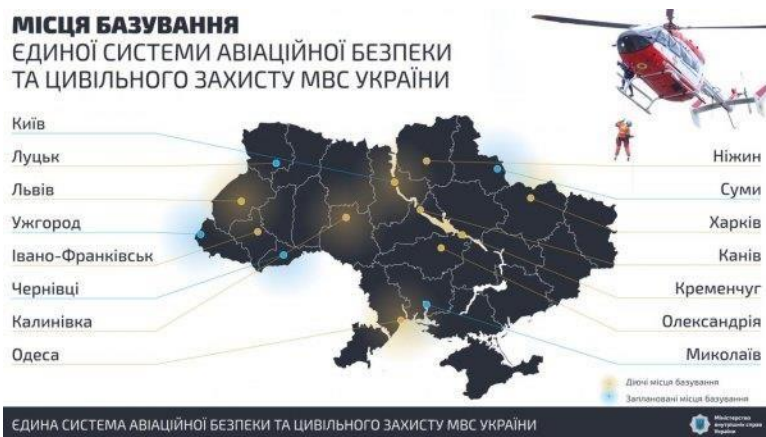 МІСЦЯ БАЗУВАННЯ
ЄДИНОЇ СИСТЕМИ АВІАЦІЙНОЇ БЕЗПЕКИ
ТА ЦИВІЛЬНОГО ЗАХИСТУ МВС УКРАЇНИ
Київ
Луцьк
Львів
Ужгород
Івано-Франківськ
Чернівці
Калинівка
Одеса
Ніжин
Суми
Харків
Канів
Кременчуг
Олександрія
Миколаїв
Діючі місця базування
Заплановані місця базування
ЄДИНА СИСТЕМА АВІАЦІЙНОЇ БЕЗПЕКИ ТА ЦИВІЛЬНОГО ЗАХИСТУ МВС УКРАЇНИ
Міністерство
внутрішніх справ
України